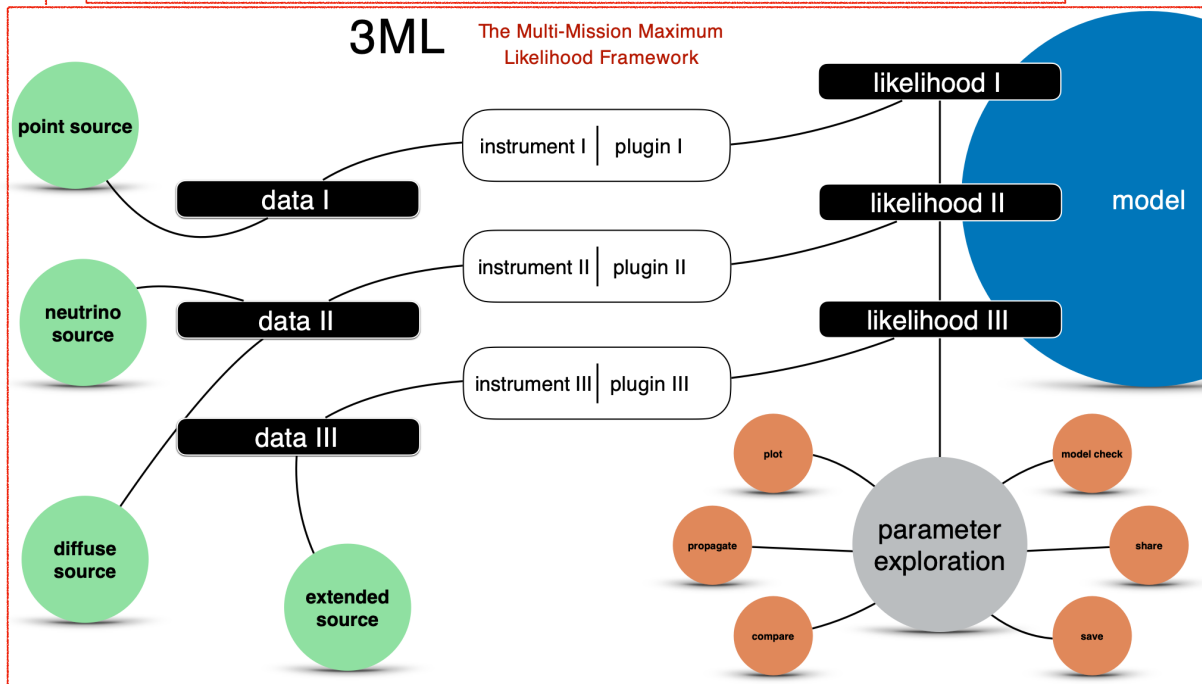 3ML
The Multi-Mission Maximum
Likelihood Framework
point source
data I
instrument I | plugin I
likelihood I
model
neutrino
source
data II
instrument II | plugin II
likelihood II
diffuse
source
data III
instrument III | plugin III
likelihood III
extended
source
parameter
exploration
plot
propagate
compare
model check
share
save